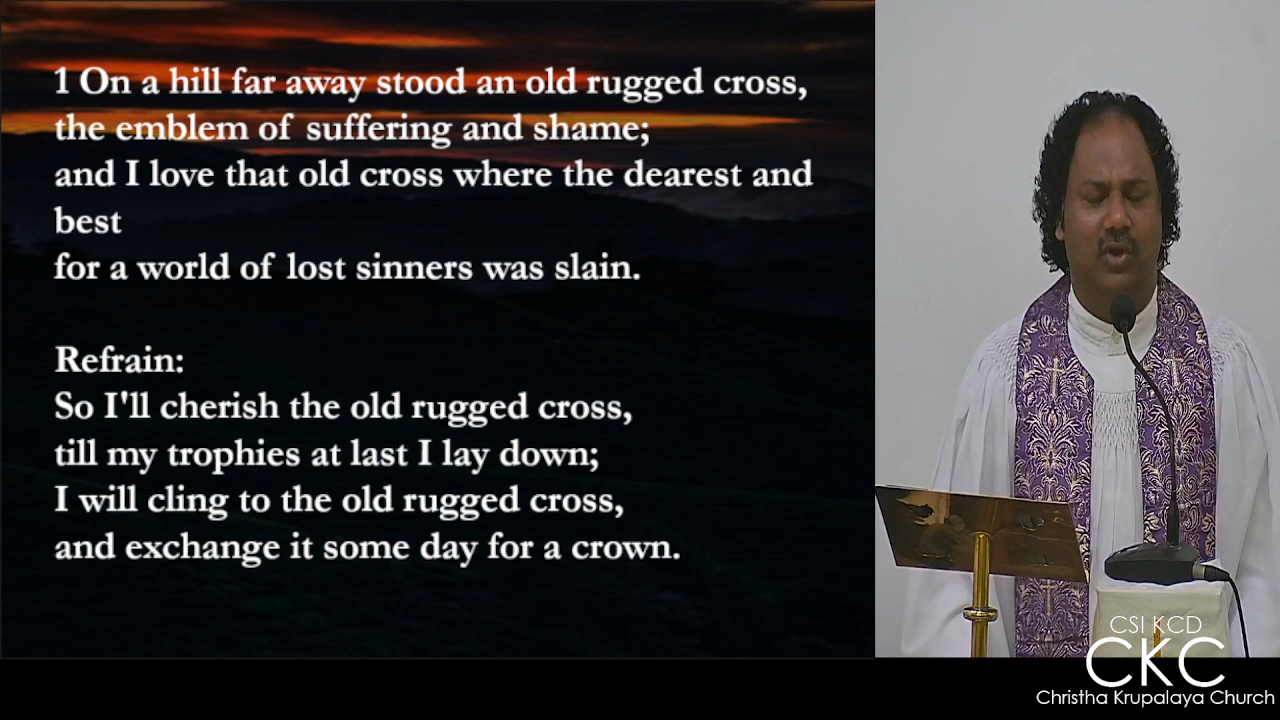 1 On a hill far away stood an old rugged cross,
the emblem of suffering and shame;
and I love that old cross where the dearest and
best
for a world of lost sinners was slain.
Refrain:
So I'll cherish the old rugged cross,
till my trophies at last I lay down;
I will cling to the old rugged cross,
and exchange it some day for a crown.
CSI KCD
CKC
Christha Krupalaya Church